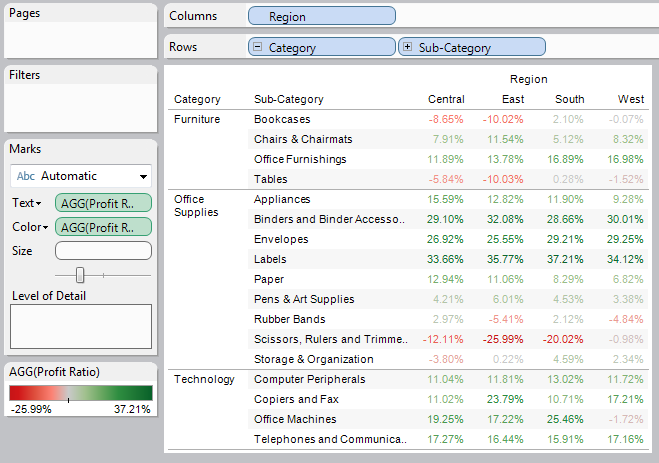 Pages
Columns Region
Rows Category Sub-Category
Filters
Marks
Abc Automatic
Text AGG(Profit R..
Color AGG(Profit R..
Size
Level of Detail
AGG(Profit Ratio)
-25.99% 37.21%
Region
Category Sub-Category Central East South West
Furniture Bookcases -8.65% -10.02% 2.10% -0.07%
Chairs & Chairmats 7.91% 11.54% 5.12% 8.32%
Office Furnishings 11.89% 13.78% 16.89% 16.98%
Tables -5.84% -10.03% 0.28% -1.52%
Office Supplies Appliances 15.59% 12.82% 11.90% 9.28%
Binders and Binder Accesso.. 29.10% 32.08% 28.66% 30.01%
Envelopes 26.92% 25.55% 29.21% 29.25%
Labels 33.66% 35.77% 37.21% 34.12%
Paper 12.94% 11.06% 8.29% 6.82%
Pens & Art Supplies 4.21% 6.01% 4.53% 3.38%
Rubber Bands 2.97% -5.41% 2.12% -4.84%
Scissors, Rulers and Trimme.. -12.11% -25.99% -20.02% -0.98%
Storage & Organization -3.80% 0.22% 4.59% 2.34%
Technology Computer Peripherals 11.04% 11.81% 13.02% 11.72%
Copiers and Fax 11.02% 23.79% 10.71% 17.21%
Office Machines 19.25% 17.22% 25.46% -1.72%
Telephones and Communica.. 17.27% 16.44% 15.91% 17.16%